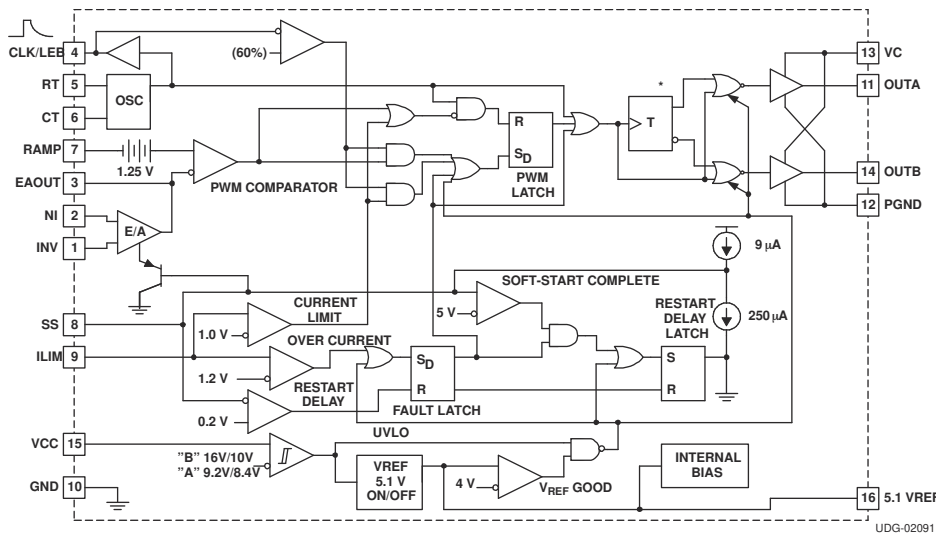 CLK/LEB 4
(60%)
13 VC
RT 5
OSC
*
11 OUTA
CT 6
R
T
RAMP 7
1.25 V
SD
PWM COMPARATOR
PWM LATCH
EAOUT 3
14 OUTB
NI 2
12 PGND
E/A
INV 1
9 µA
SOFT-START COMPLETE
SS 8
CURRENT LIMIT
5 V
RESTART DELAY LATCH
250 µA
1.0 V
ILIM 9
OVER CURRENT
SD
S
1.2 V
RESTART DELAY
R
R
FAULT LATCH
0.2 V
UVLO
VCC 15
"B" 16V/10V
"A" 9.2V/8.4V
VREF
5.1 V
ON/OFF
4 V
VREF GOOD
INTERNAL BIAS
GND 10
16 5.1 VREF
UDG-02091